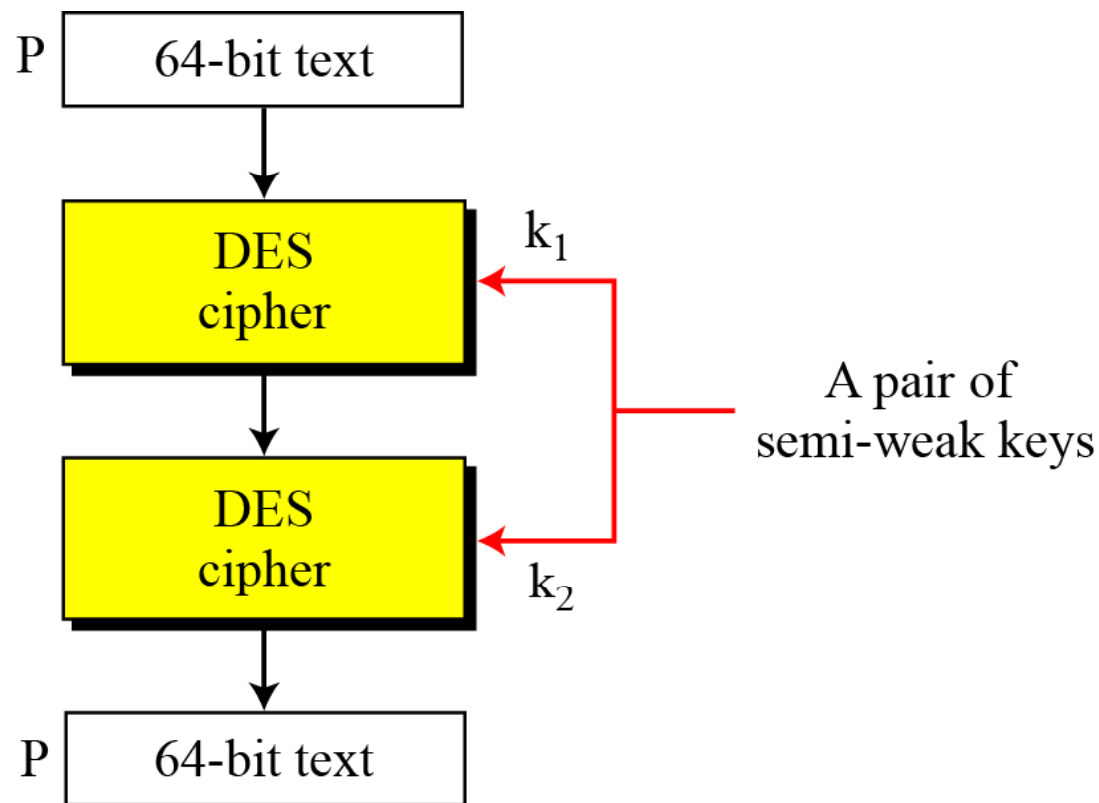 P
64-bit text
DES
cipher
k₁
A pair of
semi-weak keys
DES
cipher
k₂
P
64-bit text